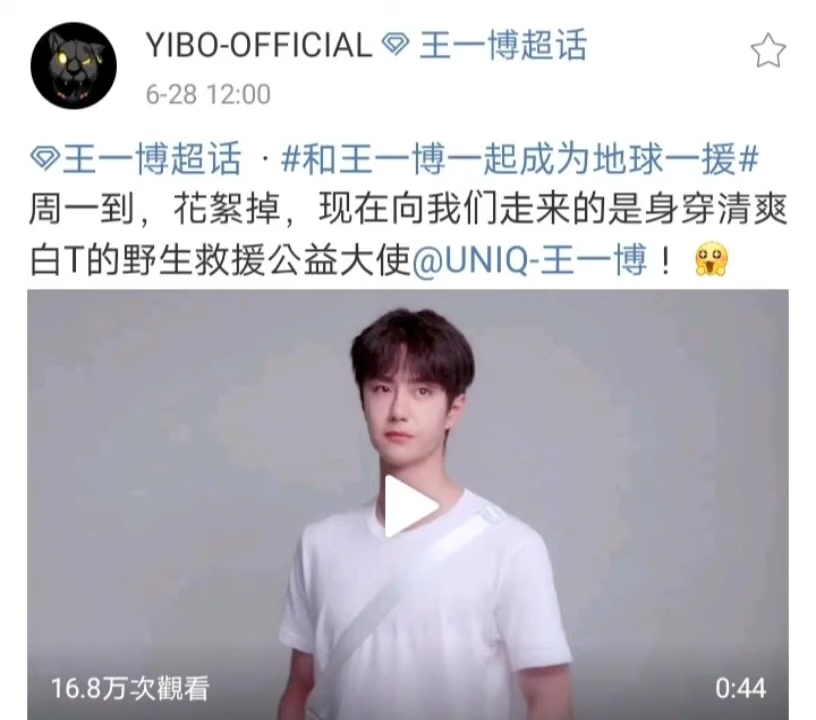 YIBO-OFFICIAL 王一博超话
6-28 12:00
王一博超话 · #和王一博一起成为地球一援#
周一到，花絮掉，现在向我们走来的是身穿清爽
白T的野生救援公益大使@UNIQ-王一博！
16.8万次觀看
0:44